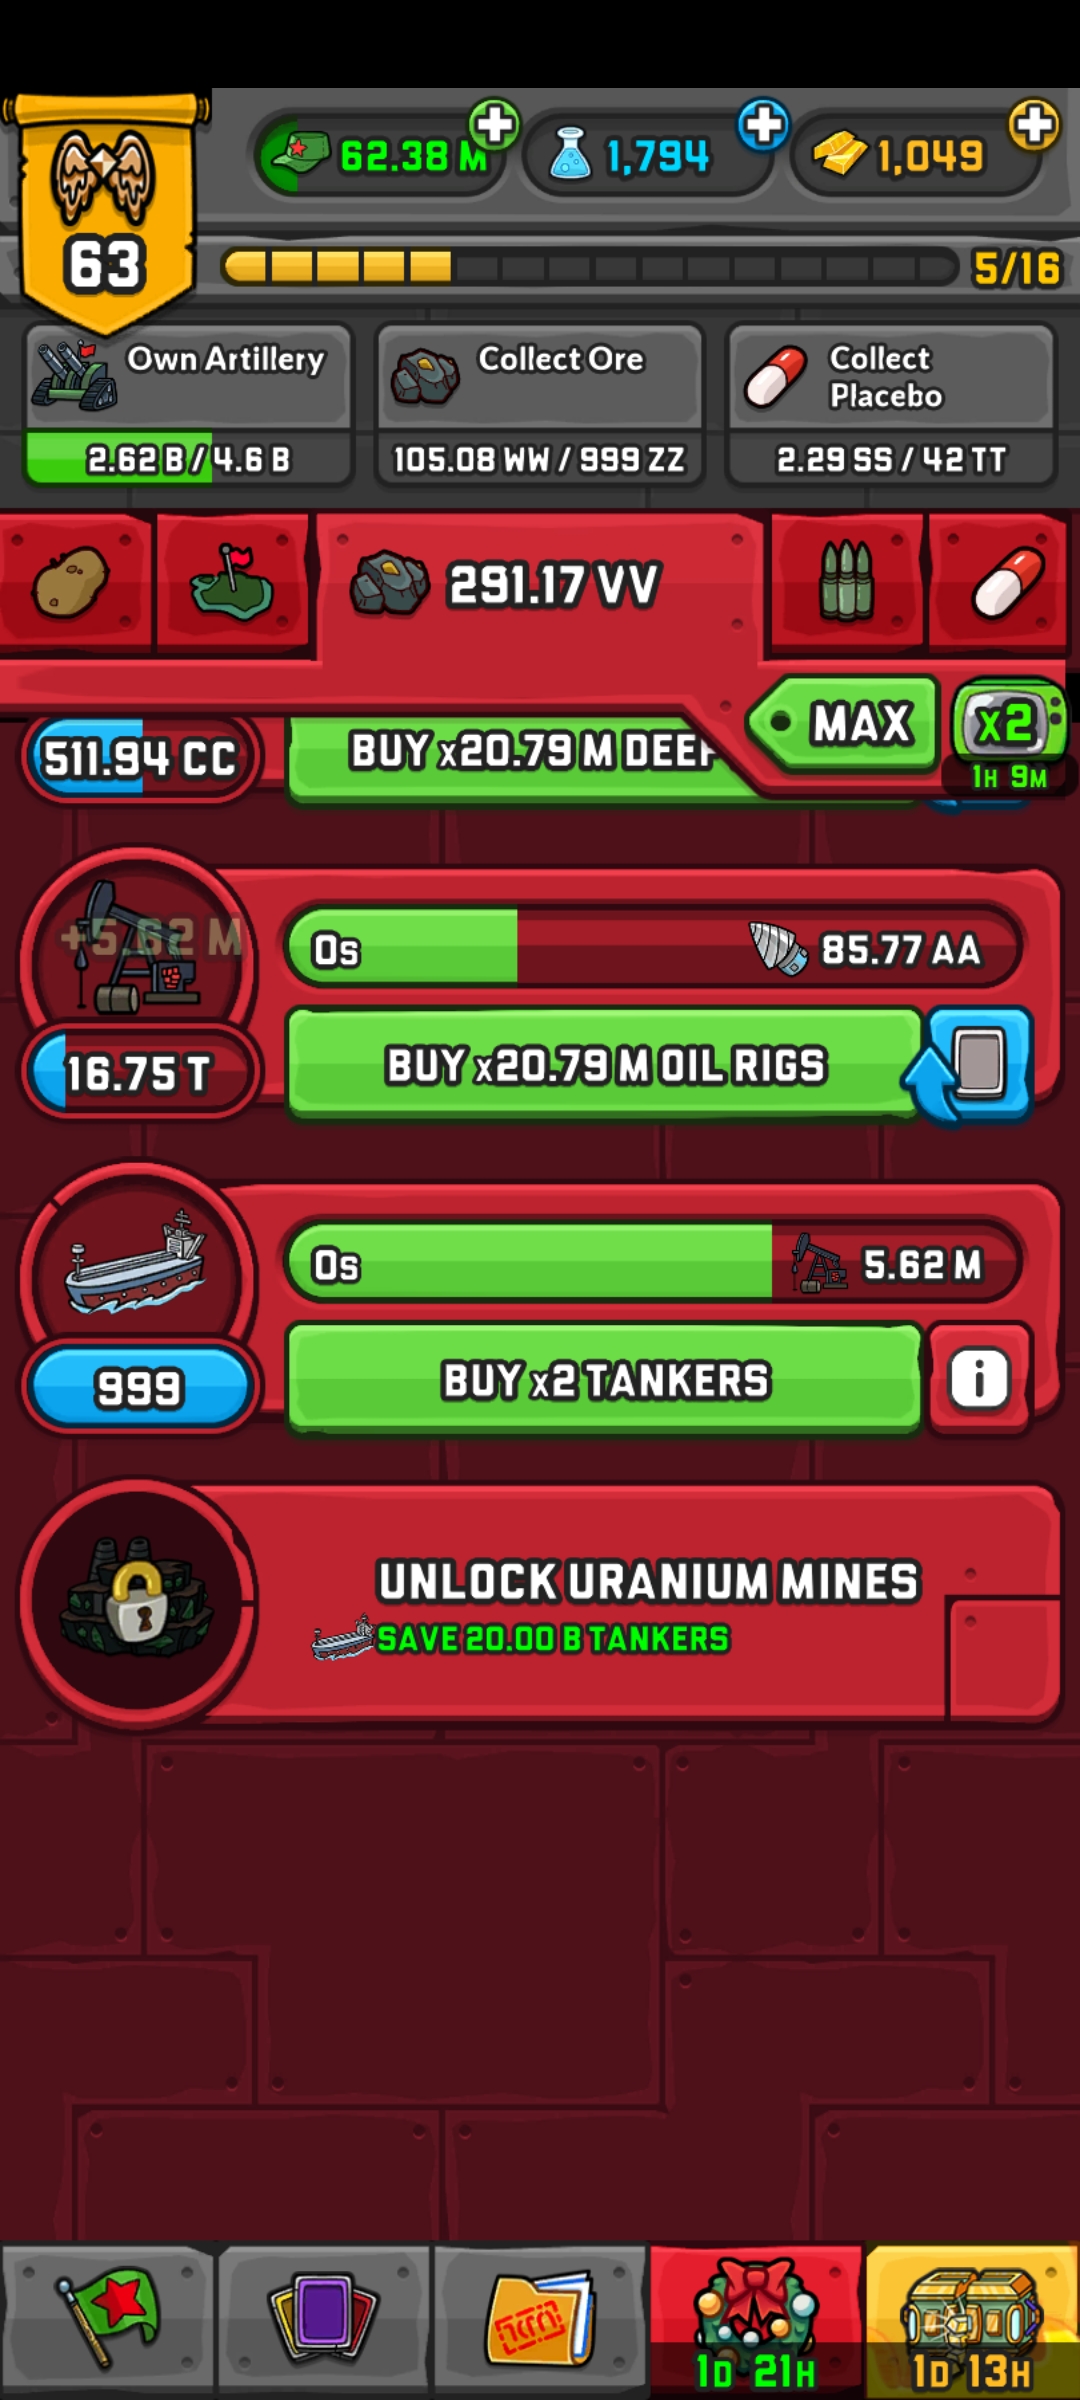 62.38 M
1,794
1,049
63
5/16
Own Artillery
2.62 B / 4.6 B
Collect Ore
105.08 WW / 999 ZZ
Collect
Placebo
2.29 SS / 42 TT
291.17 VV
MAX
x2
1H 9M
511.94 CC
BUY x20.79 M DEEP
+5.62 M
0s
85.77 AA
16.75 T
BUY x20.79 M OIL RIGS
0s
5.62 M
999
BUY x2 TANKERS
i
UNLOCK URANIUM MINES
SAVE 20.00 B TANKERS
1D 21H
1D 13H